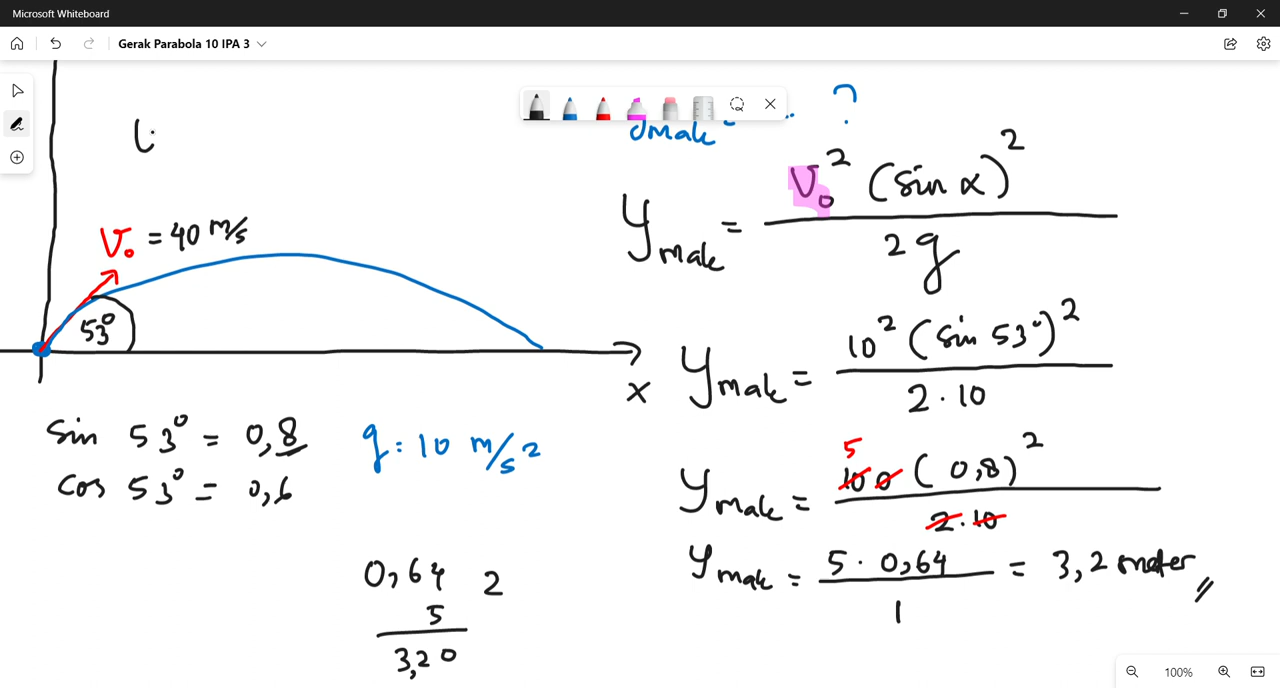 Microsoft Whiteboard
Gerak Parabola 10 IPA 3
V₀ = 40 m/s
53°
x
sin 53° = 0,8
cos 53° = 0,6
g = 10 m/s²
0,64 2
5
3,20
ymak = .. ?
ymak = V₀² (sin α)² / 2g
ymak = 10² (sin 53°)² / 2 · 10
5
ymak = 100 (0,8)² / 2 · 10
ymak = 5 · 0,64 / 1 = 3,2 meter //
100%